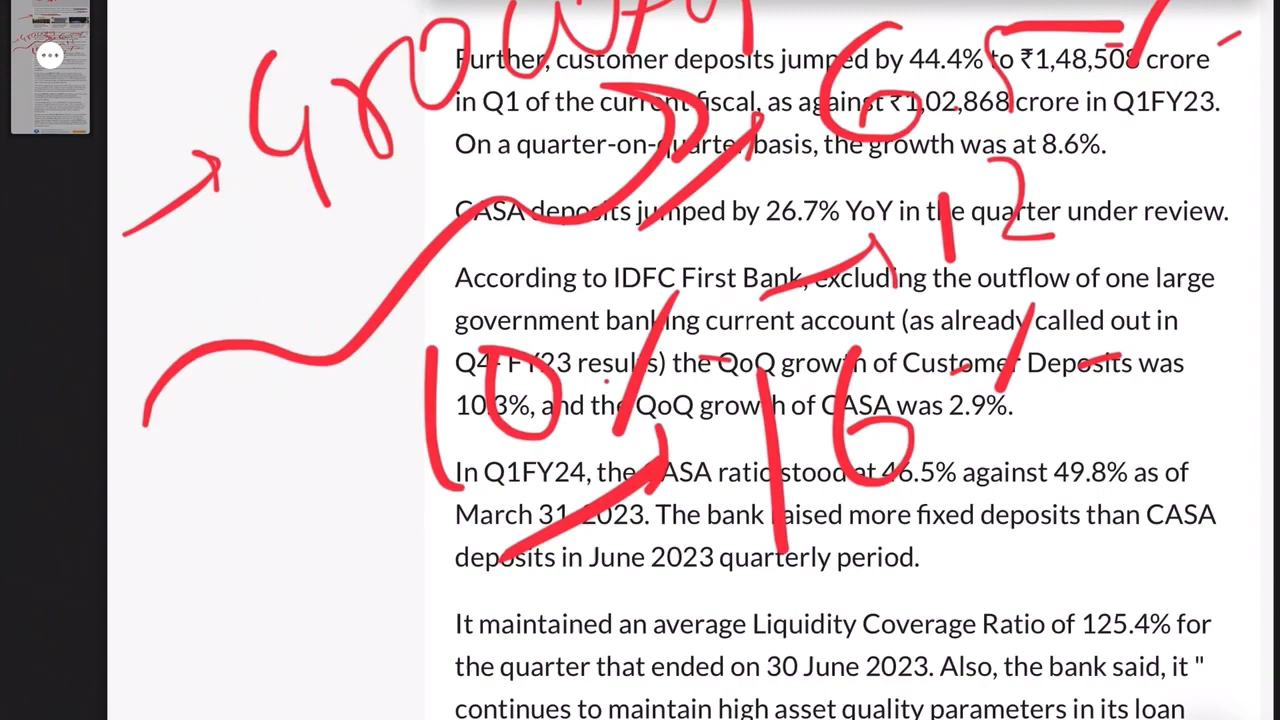 Growth
65%
Further, customer deposits jumped by 44.4% to ₹1,48,508 crore
in Q1 of the current fiscal, as against ₹1,02,868 crore in Q1FY23.
On a quarter-on-quarter basis, the growth was at 8.6%.
CASA deposits jumped by 26.7% YoY in the quarter under review.
12
According to IDFC First Bank, excluding the outflow of one large
government banking current account (as already called out in
Q4- FY23 results) the QoQ growth of Customer Deposits was
10.3%, and the QoQ growth of CASA was 2.9%.
10%
16%
In Q1FY24, the CASA ratio stood at 46.5% against 49.8% as of
March 31, 2023. The bank raised more fixed deposits than CASA
deposits in June 2023 quarterly period.
It maintained an average Liquidity Coverage Ratio of 125.4% for
the quarter that ended on 30 June 2023. Also, the bank said, it "
continues to maintain high asset quality parameters in its loan